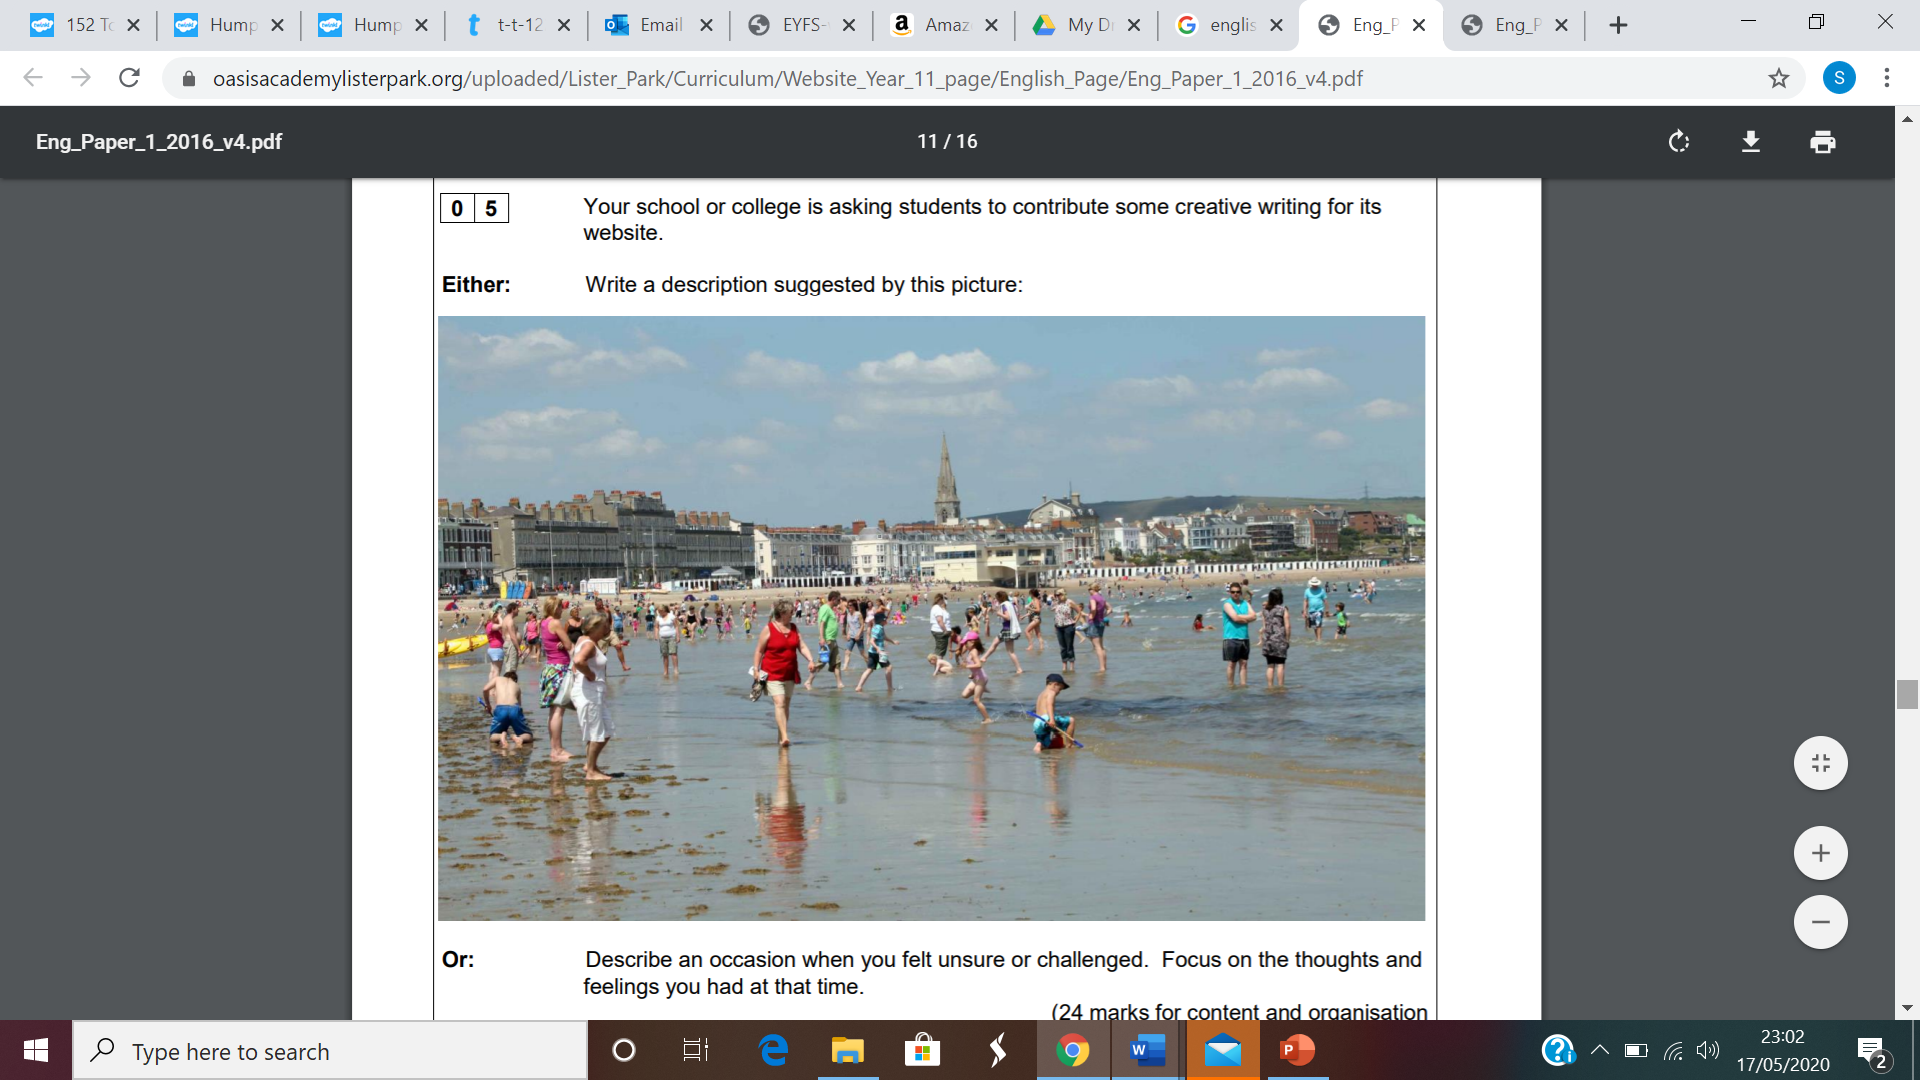 152 To
Hump
Hump
t-t-12
Email
EYFS-
Amaz
My Dr
englis
Eng_P
Eng_P
oasisacademylisterpark.org/uploaded/Lister_Park/Curriculum/Website_Year_11_page/English_Page/Eng_Paper_1_2016_v4.pdf
S
Eng_Paper_1_2016_v4.pdf
11 / 16
0 5
Your school or college is asking students to contribute some creative writing for its
website.
Either: Write a description suggested by this picture:
Or: Describe an occasion when you felt unsure or challenged. Focus on the thoughts and
feelings you had at that time.
(24 marks for content and organisation
Type here to search
23:02
17/05/2020
2